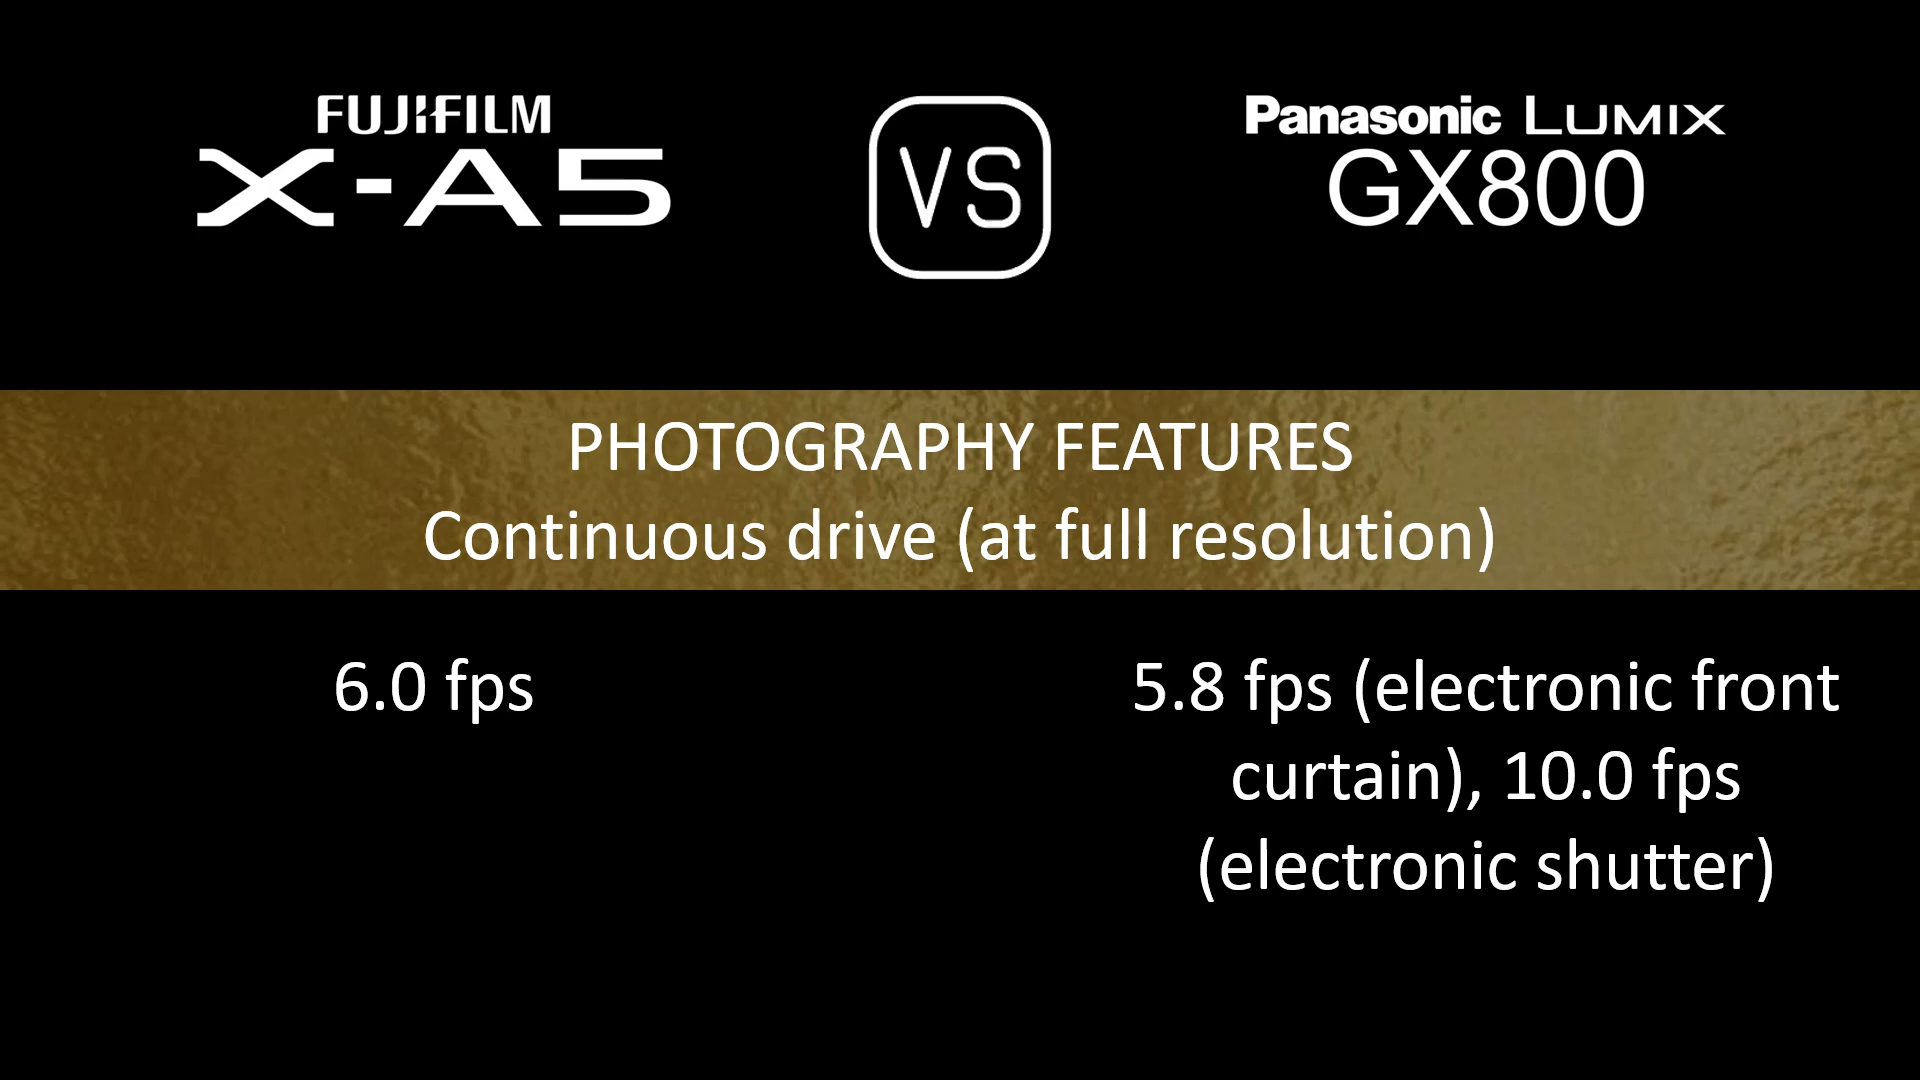 FUJIFILM
X-A5
VS
Panasonic LUMIX
GX800
PHOTOGRAPHY FEATURES
Continuous drive (at full resolution)
6.0 fps
5.8 fps (electronic front
curtain), 10.0 fps
(electronic shutter)